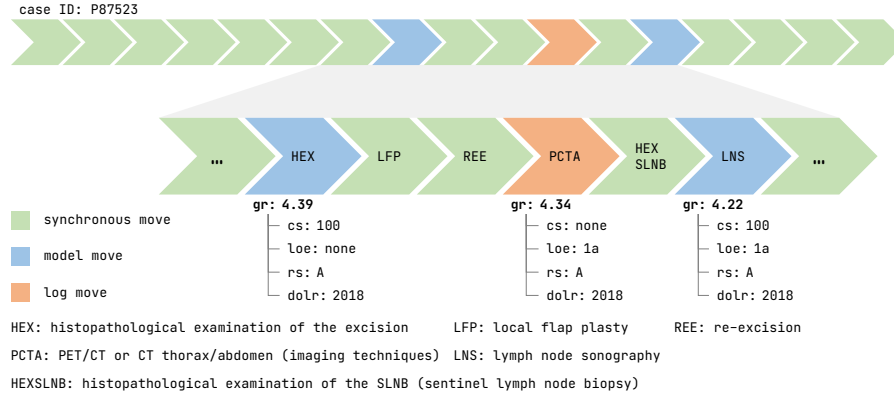 case ID: P87523
... HEX LFP REE PCTA HEX SLNB LNS ...
gr: 4.39 gr: 4.34 gr: 4.22
cs: 100 cs: none cs: 100
synchronous move
loe: none loe: 1a loe: 1a
model move
rs: A rs: A rs: A
log move
dolr: 2018 dolr: 2018 dolr: 2018
HEX: histopathological examination of the excision LFP: local flap plasty REE: re-excision
PCTA: PET/CT or CT thorax/abdomen (imaging techniques) LNS: lymph node sonography
HEXSLNB: histopathological examination of the SLNB (sentinel lymph node biopsy)